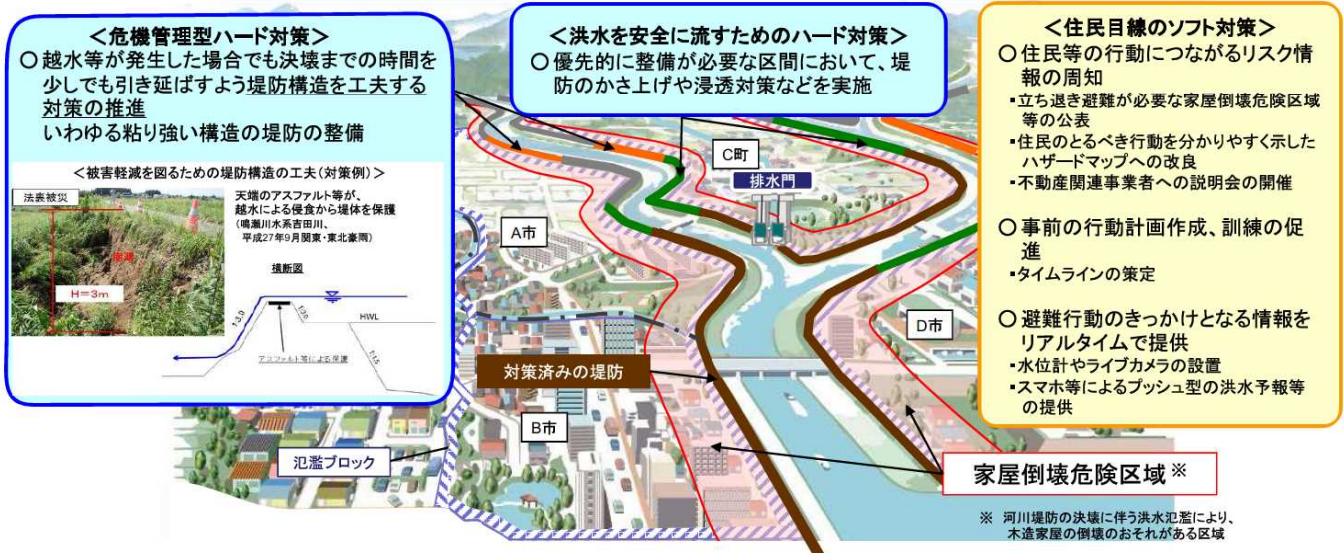 ＜危機管理型ハード対策＞
○越水等が発生した場合でも決壊までの時間を
少しでも引き延ばすよう堤防構造を工夫する
対策の推進
いわゆる粘り強い構造の堤防の整備
＜被害軽減を図るための堤防構造の工夫（対策例）＞
法裏被災
崩壊
H＝3m
天端のアスファルト等が、
越水による侵食から堤体を保護
（鳴瀬川水系吉田川、
平成27年9月関東・東北豪雨）
横断図
1:3.0
HWL
アスファルト等による保護
＜洪水を安全に流すためのハード対策＞
○優先的に整備が必要な区間において、堤
防のかさ上げや浸透対策などを実施
＜住民目線のソフト対策＞
○住民等の行動につながるリスク情
報の周知
▪立ち退き避難が必要な家屋倒壊危険区域
等の公表
▪住民のとるべき行動を分かりやすく示した
ハザードマップへの改良
▪不動産関連事業者への説明会の開催
○事前の行動計画作成、訓練の促
進
▪タイムラインの策定
○避難行動のきっかけとなる情報を
リアルタイムで提供
▪水位計やライブカメラの設置
▪スマホ等によるプッシュ型の洪水予報等
の提供
C町
排水門
A市
D市
対策済みの堤防
B市
氾濫ブロック
家屋倒壊危険区域※
※ 河川堤防の決壊に伴う洪水氾濫により、
木造家屋の倒壊のおそれがある区域